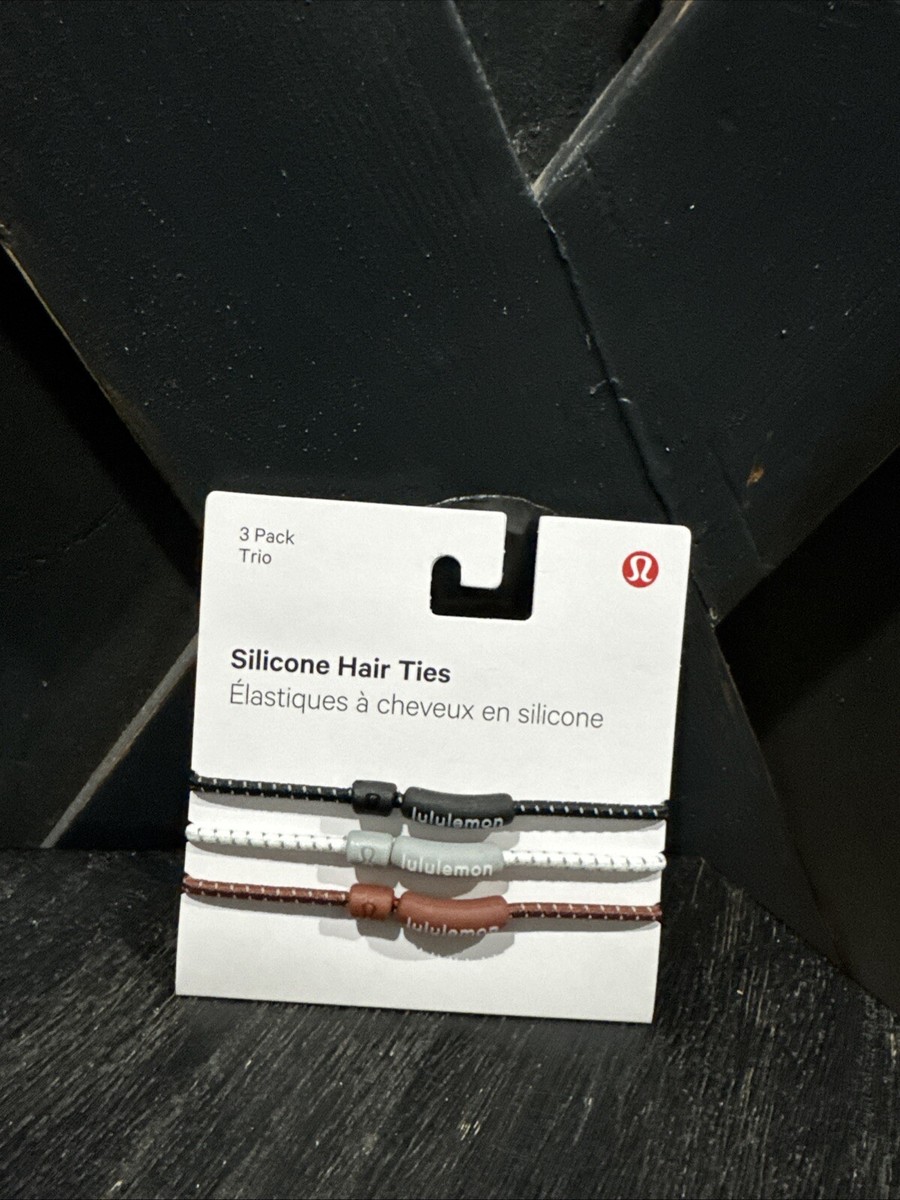 3 Pack
Trio
Silicone Hair Ties
Élastiques à cheveux en silicone
lululemon
lululemon
lululemon